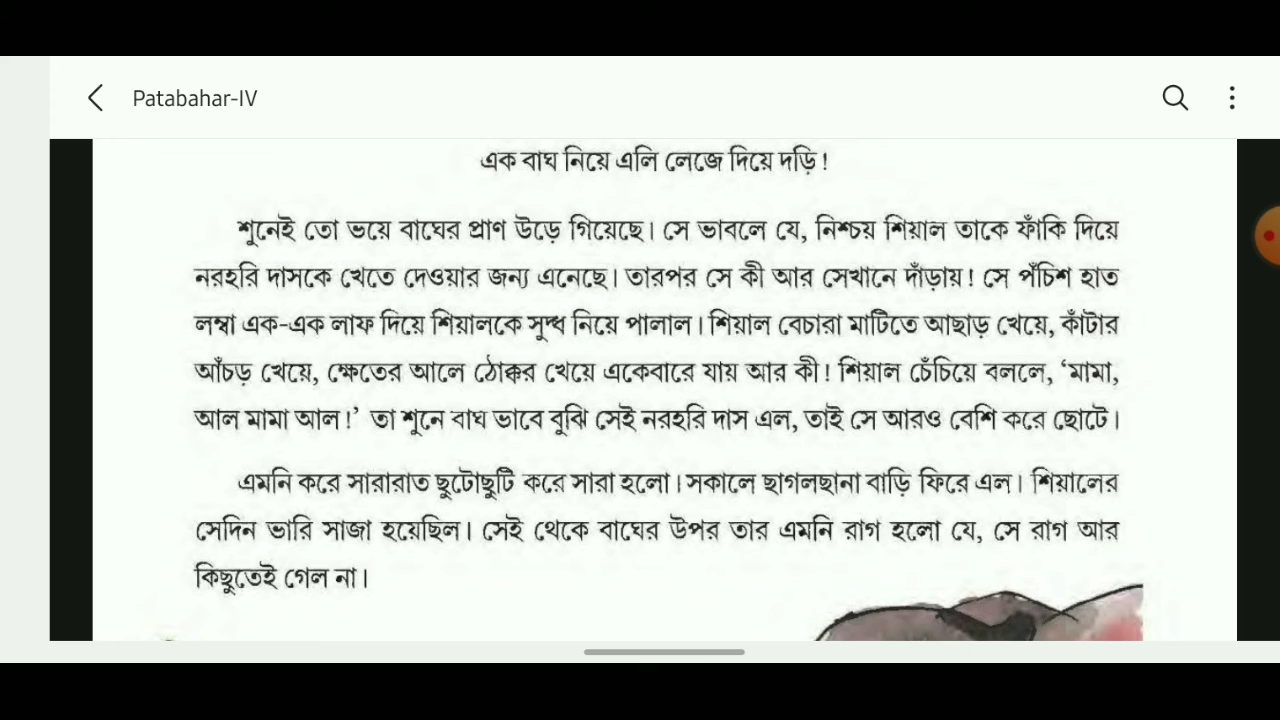 Patabahar-IV
এক বাঘ নিয়ে এলি লেজে দিয়ে দড়ি!
শুনেই তো ভয়ে বাঘের প্রাণ উড়ে গিয়েছে। সে ভাবলে যে, নিশ্চয় শিয়াল তাকে ফাঁকি দিয়ে
নরহরি দাসকে খেতে দেওয়ার জন্য এনেছে। তারপর সে কী আর সেখানে দাঁড়ায়! সে পঁচিশ হাত
লম্বা এক-এক লাফ দিয়ে শিয়ালকে সুদ্ধ নিয়ে পালাল। শিয়াল বেচারা মাটিতে আছাড় খেয়ে, কাঁটার
আঁচড় খেয়ে, ক্ষেতের আলে ঠোক্কর খেয়ে একেবারে যায় আর কী! শিয়াল চেঁচিয়ে বললে, ‘মামা,
আল মামা আল!’ তা শুনে বাঘ ভাবে বুঝি সেই নরহরি দাস এল, তাই সে আরও বেশি করে ছোটে।
এমনি করে সারারাত ছুটোছুটি করে সারা হলো। সকালে ছাগলছানা বাড়ি ফিরে এল। শিয়ালের
সেদিন ভারি সাজা হয়েছিল। সেই থেকে বাঘের উপর তার এমনি রাগ হলো যে, সে রাগ আর
কিছুতেই গেল না।